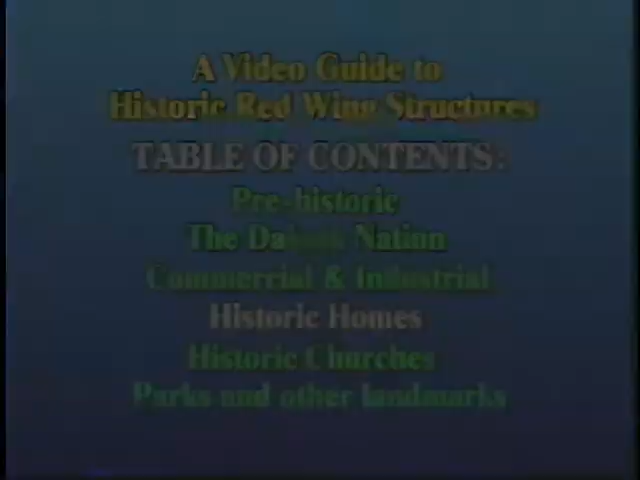 A Video Guide to
Historic Red Wing Structures
TABLE OF CONTENTS:
Pre-historic
The Dakota Nation
Commercial & Industrial
Historic Homes
Historic Churches
Parks and other landmarks